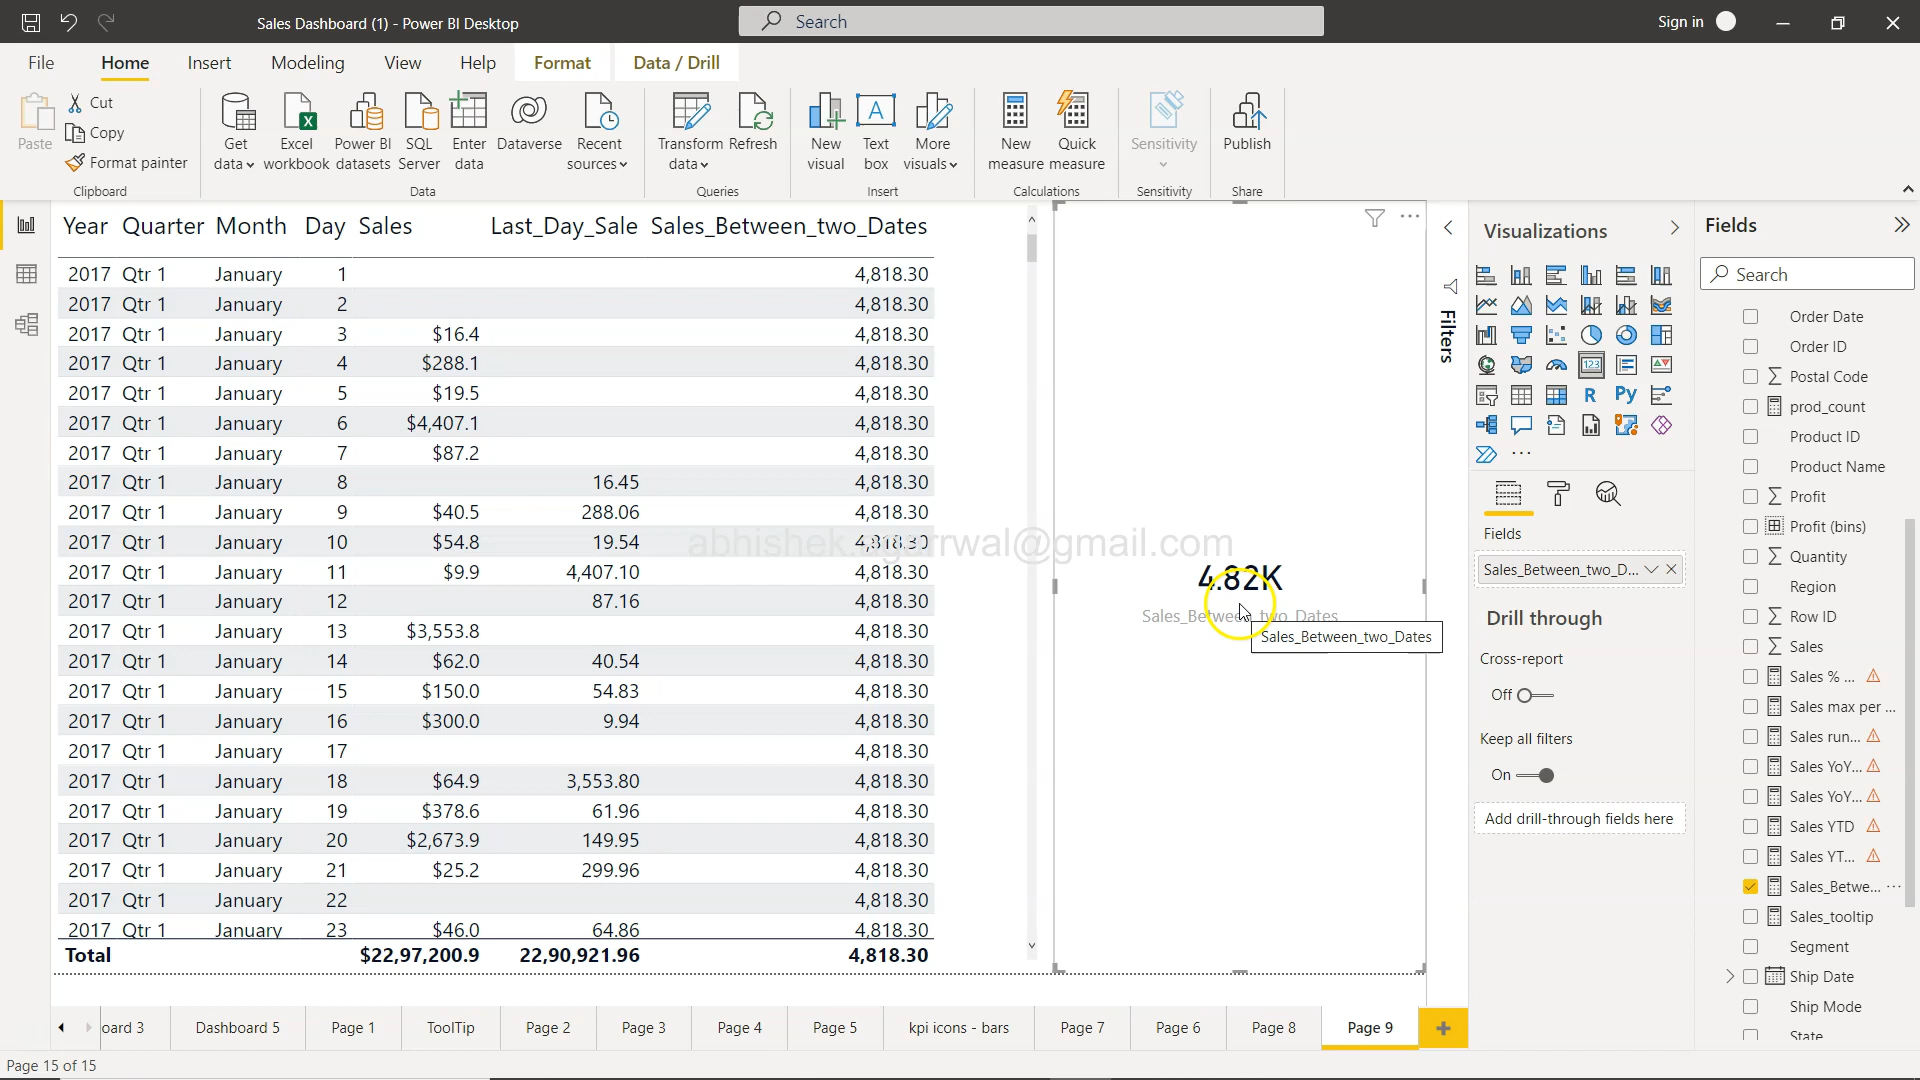 Sales Dashboard (1) - Power BI Desktop
Search
Sign in
File Home Insert Modeling View Help Format Data / Drill
Paste
Cut
Copy
Format painter
Clipboard
Get data
Excel workbook
Power BI datasets
SQL Server
Enter data
Dataverse
Recent sources
Data
Transform data
Refresh
Queries
New visual
Text box
More visuals
Insert
New measure
Quick measure
Calculations
Sensitivity
Sensitivity
Publish
Share
Year Quarter Month Day Sales Last_Day_Sale Sales_Between_two_Dates
2017 Qtr 1 January 1 4,818.30
2017 Qtr 1 January 2 4,818.30
2017 Qtr 1 January 3 $16.4 4,818.30
2017 Qtr 1 January 4 $288.1 4,818.30
2017 Qtr 1 January 5 $19.5 4,818.30
2017 Qtr 1 January 6 $4,407.1 4,818.30
2017 Qtr 1 January 7 $87.2 4,818.30
2017 Qtr 1 January 8 16.45 4,818.30
2017 Qtr 1 January 9 $40.5 288.06 4,818.30
2017 Qtr 1 January 10 $54.8 19.54 4,818.30
2017 Qtr 1 January 11 $9.9 4,407.10 4,818.30
2017 Qtr 1 January 12 87.16 4,818.30
2017 Qtr 1 January 13 $3,553.8 4,818.30
2017 Qtr 1 January 14 $62.0 40.54 4,818.30
2017 Qtr 1 January 15 $150.0 54.83 4,818.30
2017 Qtr 1 January 16 $300.0 9.94 4,818.30
2017 Qtr 1 January 17 4,818.30
2017 Qtr 1 January 18 $64.9 3,553.80 4,818.30
2017 Qtr 1 January 19 $378.6 61.96 4,818.30
2017 Qtr 1 January 20 $2,673.9 149.95 4,818.30
2017 Qtr 1 January 21 $25.2 299.96 4,818.30
2017 Qtr 1 January 22 4,818.30
2017 Qtr 1 January 23 $46.0 64.86 4,818.30
Total $22,97,200.9 22,90,921.96 4,818.30
4.82K
Sales_Between_two_Dates
Sales_Between_two_Dates
Filters
Visualizations
R
Py
Fields
Sales_Between_two_D...
Drill through
Cross-report
Off
Keep all filters
On
Add drill-through fields here
Fields
Search
Order Date
Order ID
Postal Code
prod_count
Product ID
Product Name
Profit
Profit (bins)
Quantity
Region
Row ID
Sales
Sales % ...
Sales max per ...
Sales run...
Sales YoY...
Sales YoY...
Sales YTD
Sales YT...
Sales_Betwe...
Sales_tooltip
Segment
Ship Date
Ship Mode
State
oard 3 Dashboard 5 Page 1 ToolTip Page 2 Page 3 Page 4 Page 5 kpi icons - bars Page 7 Page 6 Page 8 Page 9
Page 15 of 15